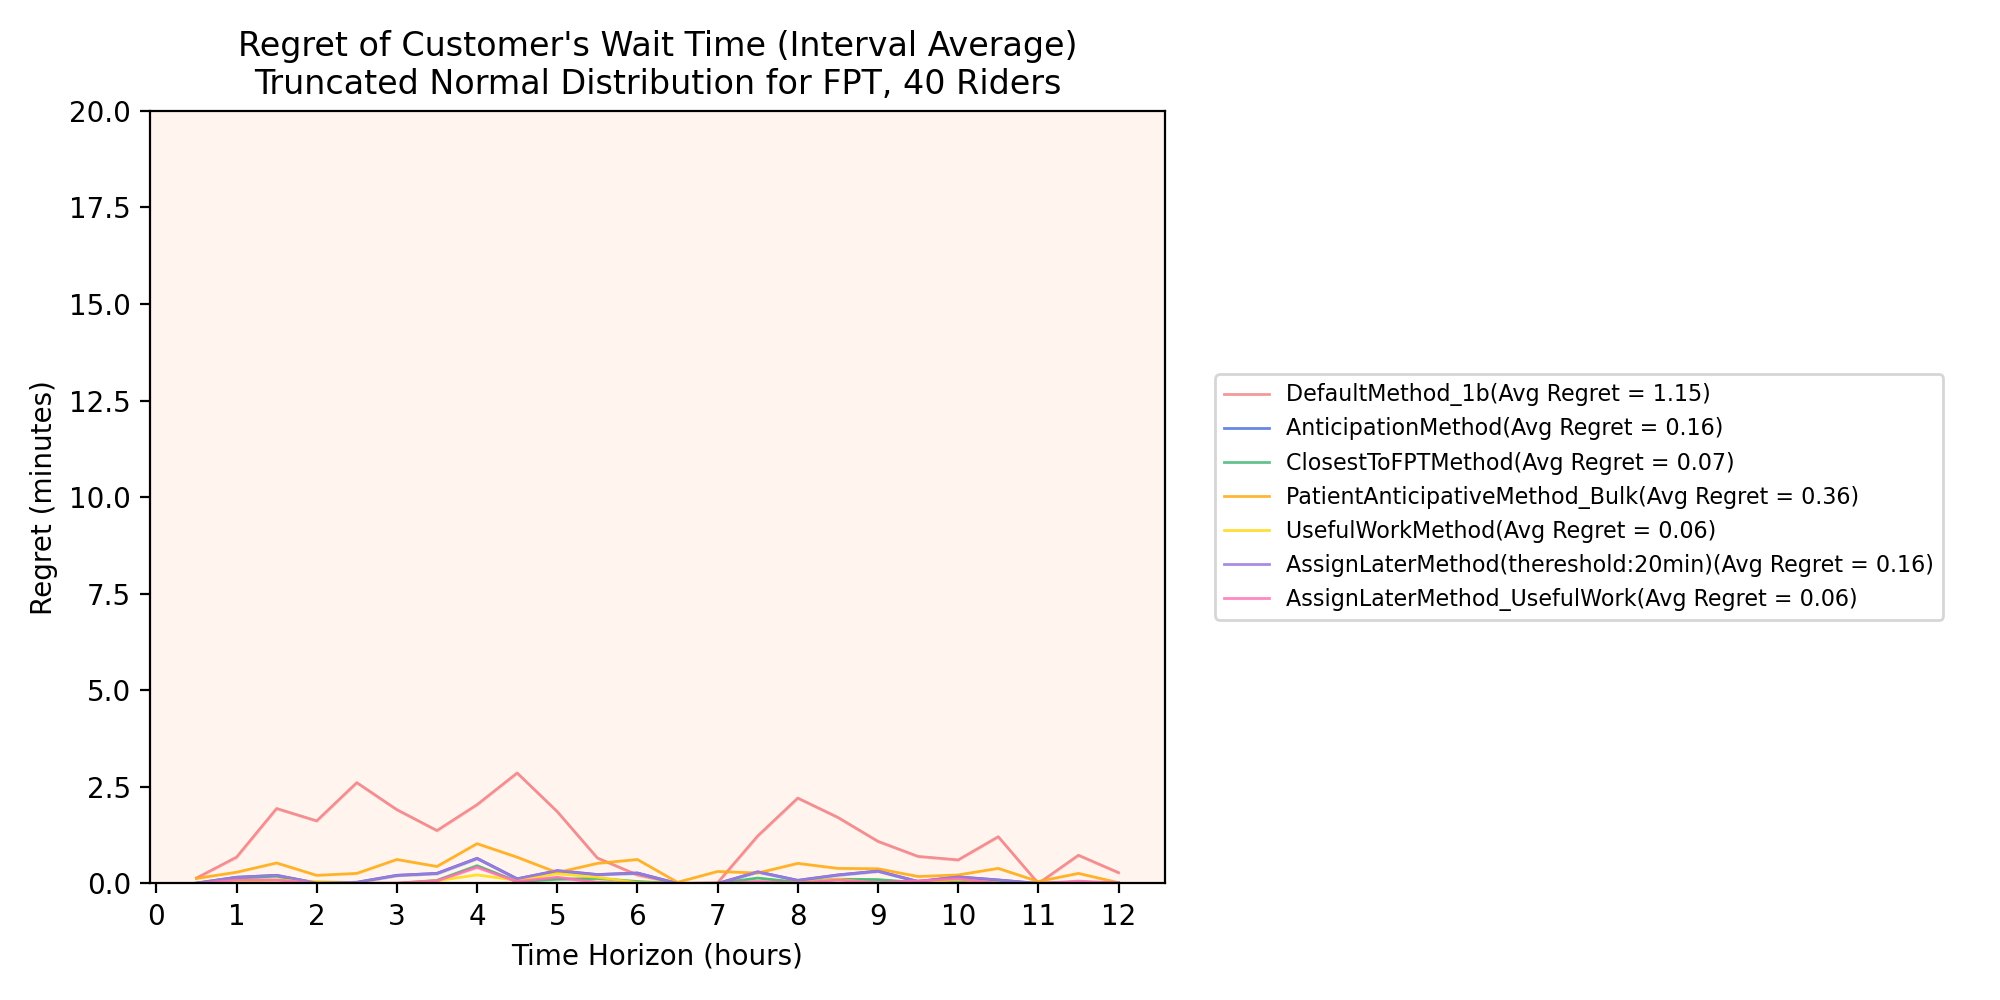 Regret of Customer's Wait Time (Interval Average)
Truncated Normal Distribution for FPT, 40 Riders
20.0
17.5
15.0
12.5
10.0
7.5
5.0
2.5
0.0
Regret (minutes)
0 1 2 3 4 5 6 7 8 9 10 11 12
Time Horizon (hours)
DefaultMethod_1b(Avg Regret = 1.15)
AnticipationMethod(Avg Regret = 0.16)
ClosestToFPTMethod(Avg Regret = 0.07)
PatientAnticipativeMethod_Bulk(Avg Regret = 0.36)
UsefulWorkMethod(Avg Regret = 0.06)
AssignLaterMethod(thereshold:20min)(Avg Regret = 0.16)
AssignLaterMethod_UsefulWork(Avg Regret = 0.06)